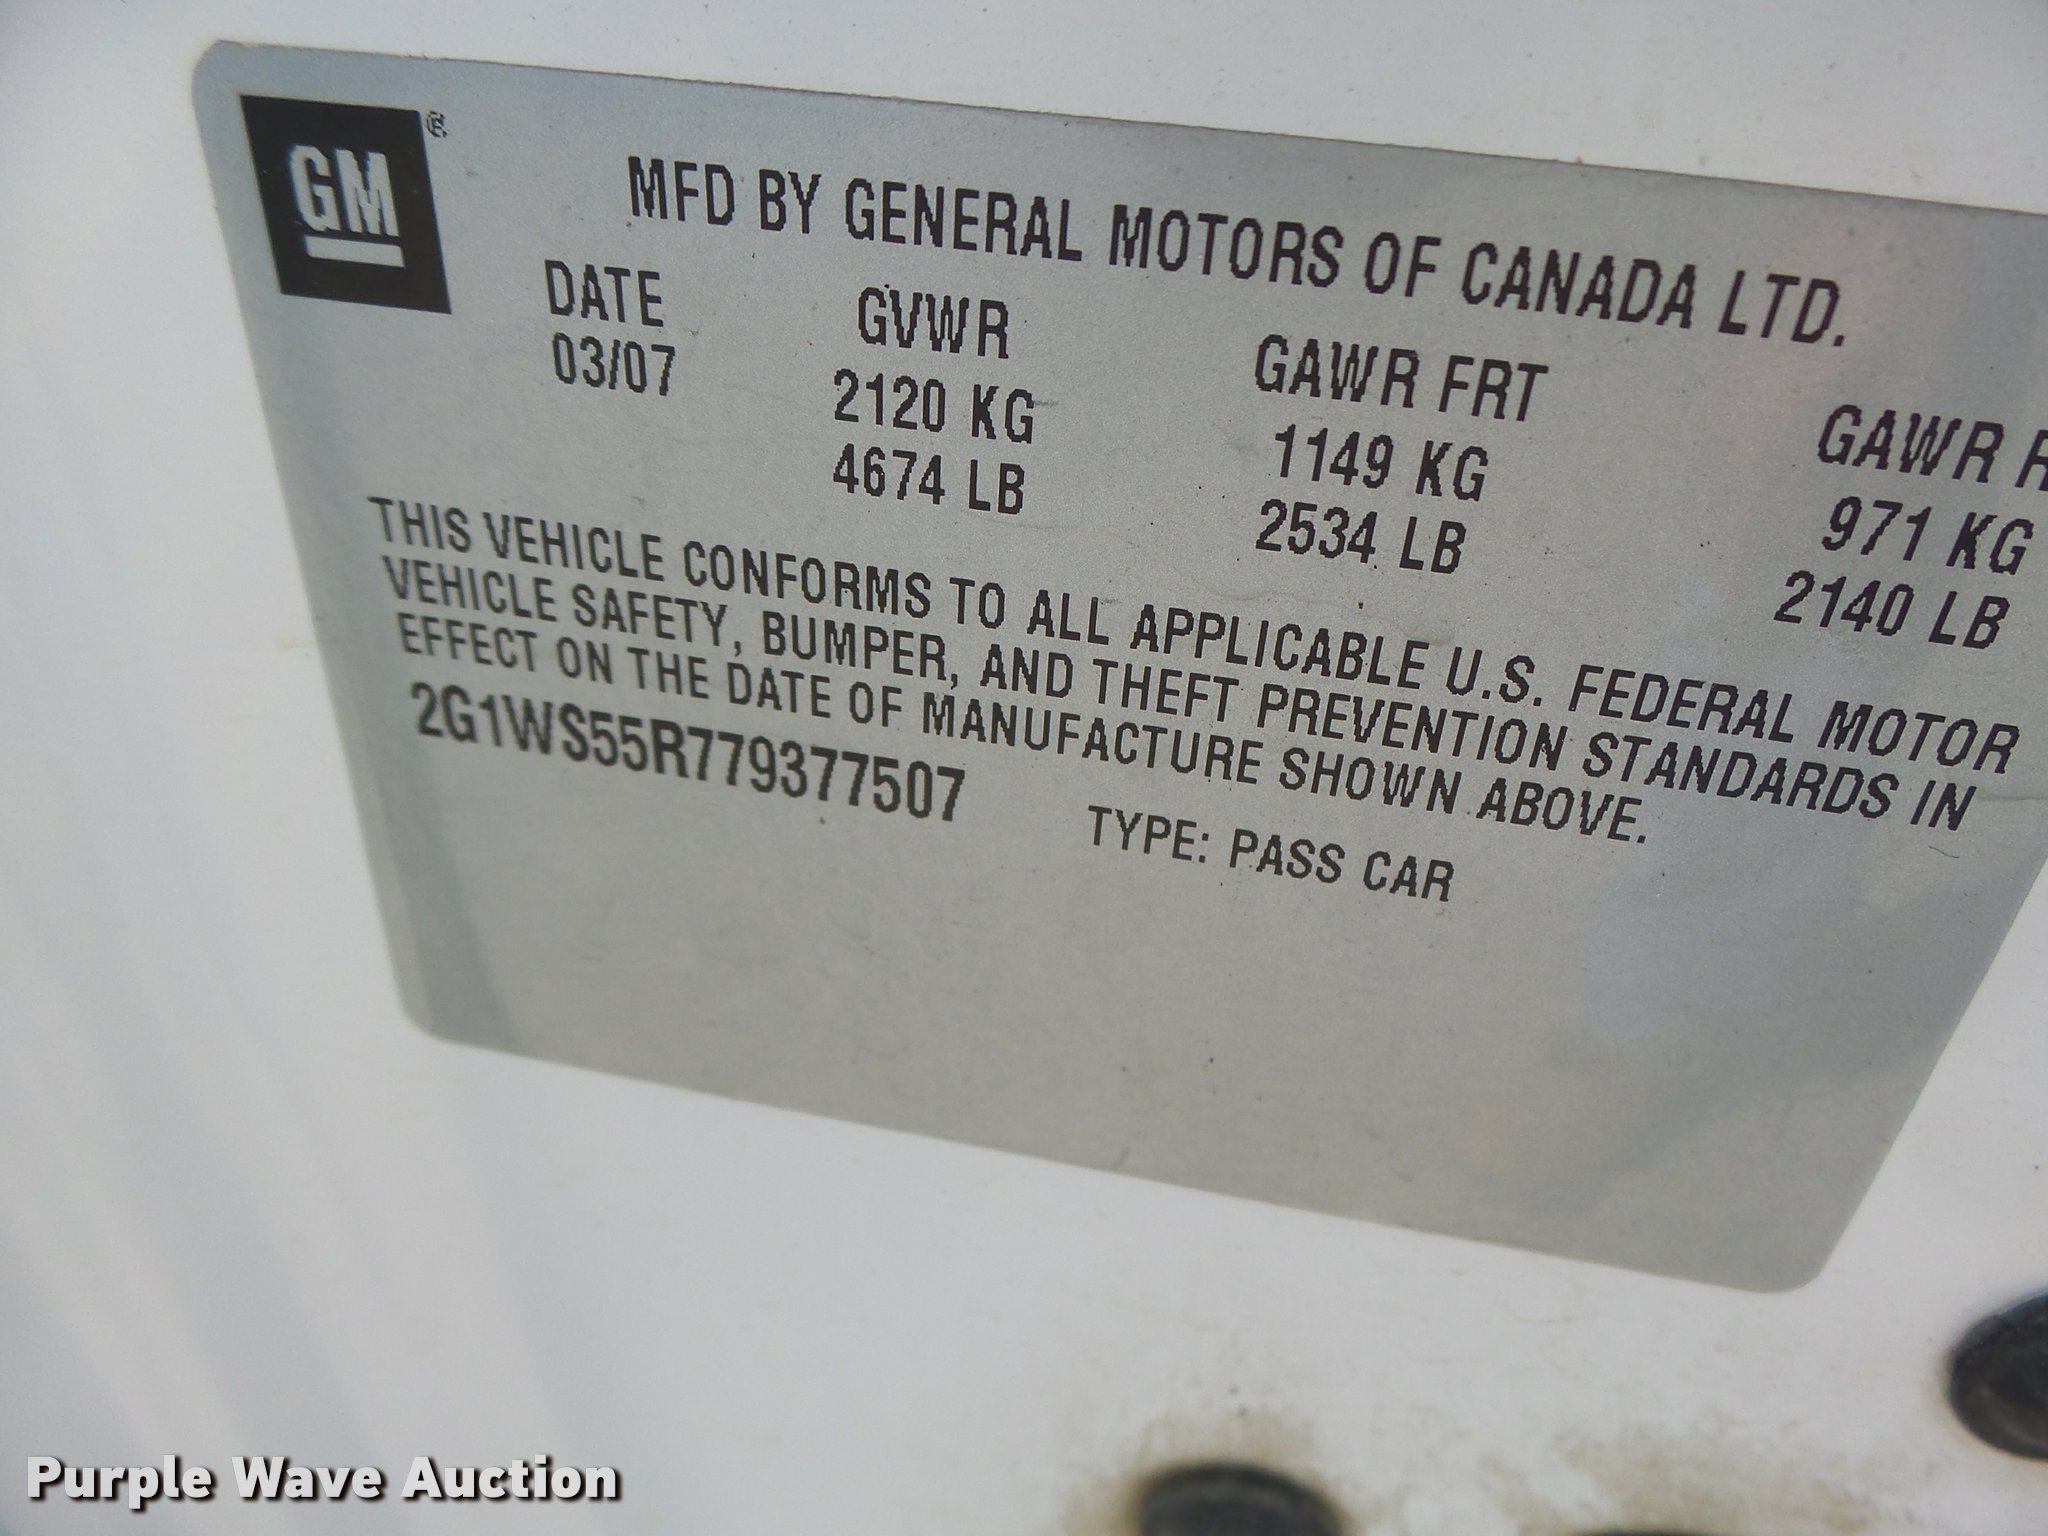 GM ®
MFD BY GENERAL MOTORS OF CANADA LTD.
DATE GVWR GAWR FRT GAWR
03/07 2120 KG 1149 KG 971 KG
4674 LB 2534 LB 2140 LB
THIS VEHICLE CONFORMS TO ALL APPLICABLE U.S. FEDERAL MOTOR
VEHICLE SAFETY, BUMPER, AND THEFT PREVENTION STANDARDS IN
EFFECT ON THE DATE OF MANUFACTURE SHOWN ABOVE.
2G1WS55R779377507 TYPE: PASS CAR
Purple Wave Auction